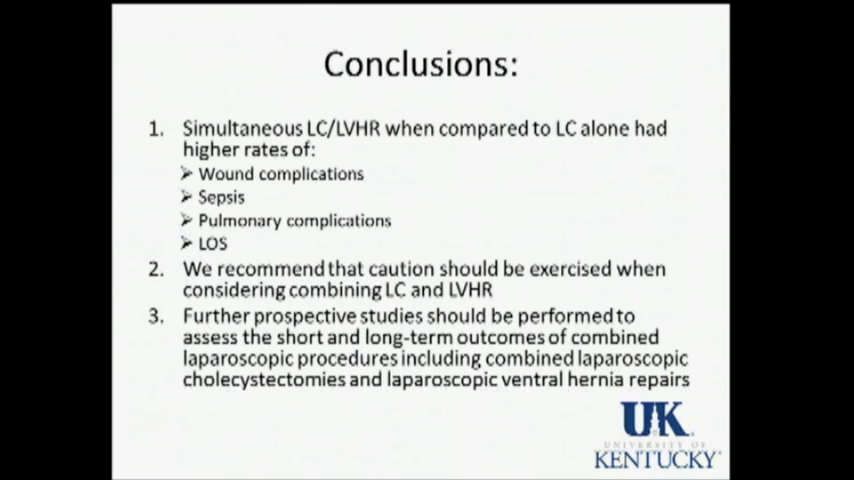 Conclusions:
1. Simultaneous LC/LVHR when compared to LC alone had
higher rates of:
➢ Wound complications
➢ Sepsis
➢ Pulmonary complications
➢ LOS
2. We recommend that caution should be exercised when
considering combining LC and LVHR
3. Further prospective studies should be performed to
assess the short and long-term outcomes of combined
laparoscopic procedures including combined laparoscopic
cholecystectomies and laparoscopic ventral hernia repairs
UK
UNIVERSITY OF
KENTUCKY